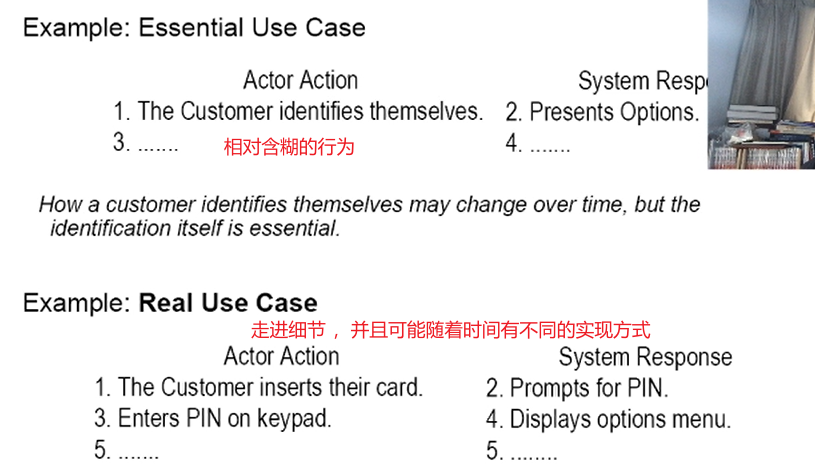 Example: Essential Use Case
Actor Action System
1. The Customer identifies themselves. 2. Presents Options.
3. ....... 相对含糊的行为 4. .......
How a customer identifies themselves may change over time, but the
identification itself is essential.
Example: Real Use Case
走进细节 ，并且可能随着时间有不同的实现方式
Actor Action System Response
1. The Customer inserts their card. 2. Prompts for PIN.
3. Enters PIN on keypad. 4. Displays options menu.
5. ....... 5. ........